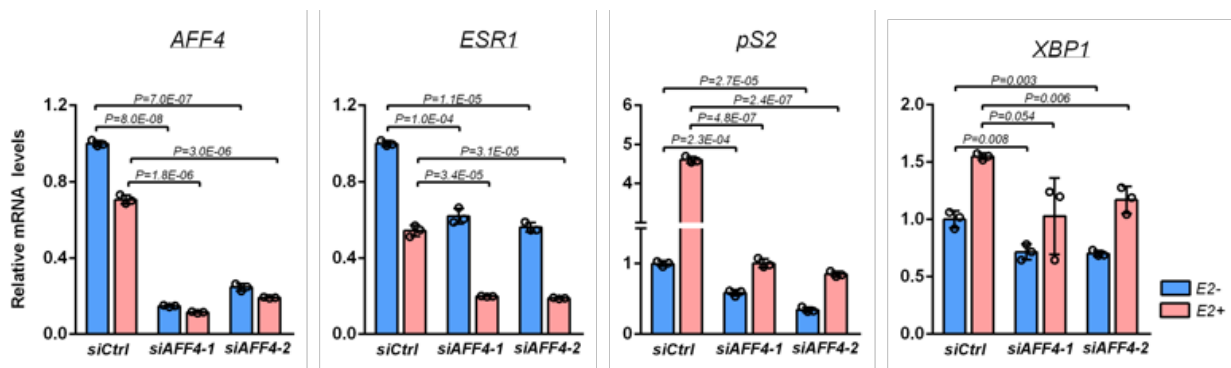 AFF4
ESR1
pS2
XBP1
Relative mRNA levels
1.2
0.8
0.4
0.0
P=7.0E-07
P=8.0E-08
P=3.0E-06
P=1.8E-06
siCtrl siAFF4-1 siAFF4-2
1.2
0.8
0.4
0.0
P=1.1E-05
P=1.0E-04
P=3.1E-05
P=3.4E-05
siCtrl siAFF4-1 siAFF4-2
6
4
1
0
P=2.7E-05
P=2.4E-07
P=4.8E-07
P=2.3E-04
siCtrl siAFF4-1 siAFF4-2
2.0
1.5
1.0
0.5
0.0
P=0.003
P=0.006
P=0.054
P=0.008
siCtrl siAFF4-1 siAFF4-2
E2-
E2+